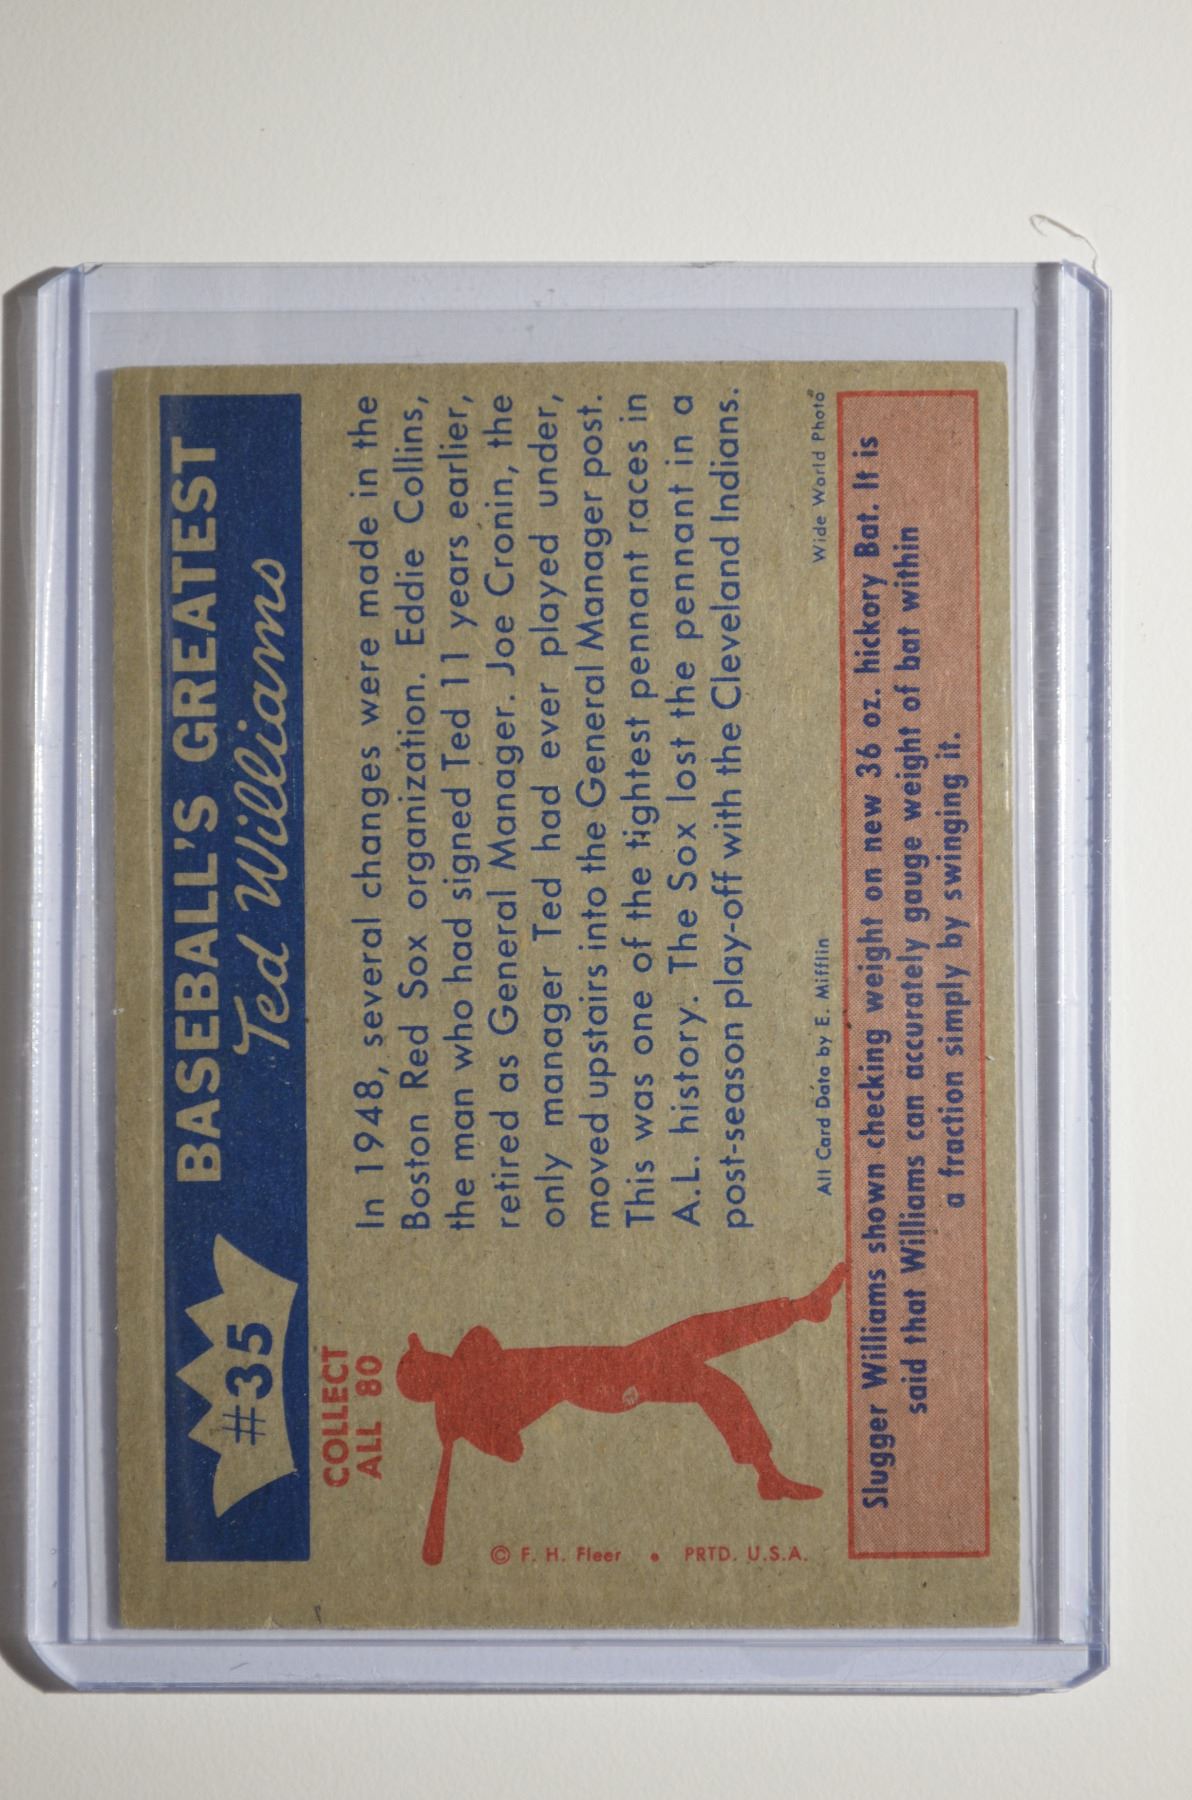 #35
BASEBALL'S GREATEST
Ted Williams
COLLECT
ALL 80
In 1948, several changes were made in the
Boston Red Sox organization. Eddie Collins,
the man who had signed Ted 11 years earlier,
retired as General Manager. Joe Cronin, the
only manager Ted had ever played under,
moved upstairs into the General Manager post.
This was one of the tightest pennant races in
A.L. history. The Sox lost the pennant in a
post-season play-off with the Cleveland Indians.
© F. H. Fleer • PRTD. U.S.A.
All Card Data by E. Mifflin
Wide World Photo
Slugger Williams shown checking weight on new 36 oz. hickory Bat. It is
said that Williams can accurately gauge weight of bat within
a fraction simply by swinging it.